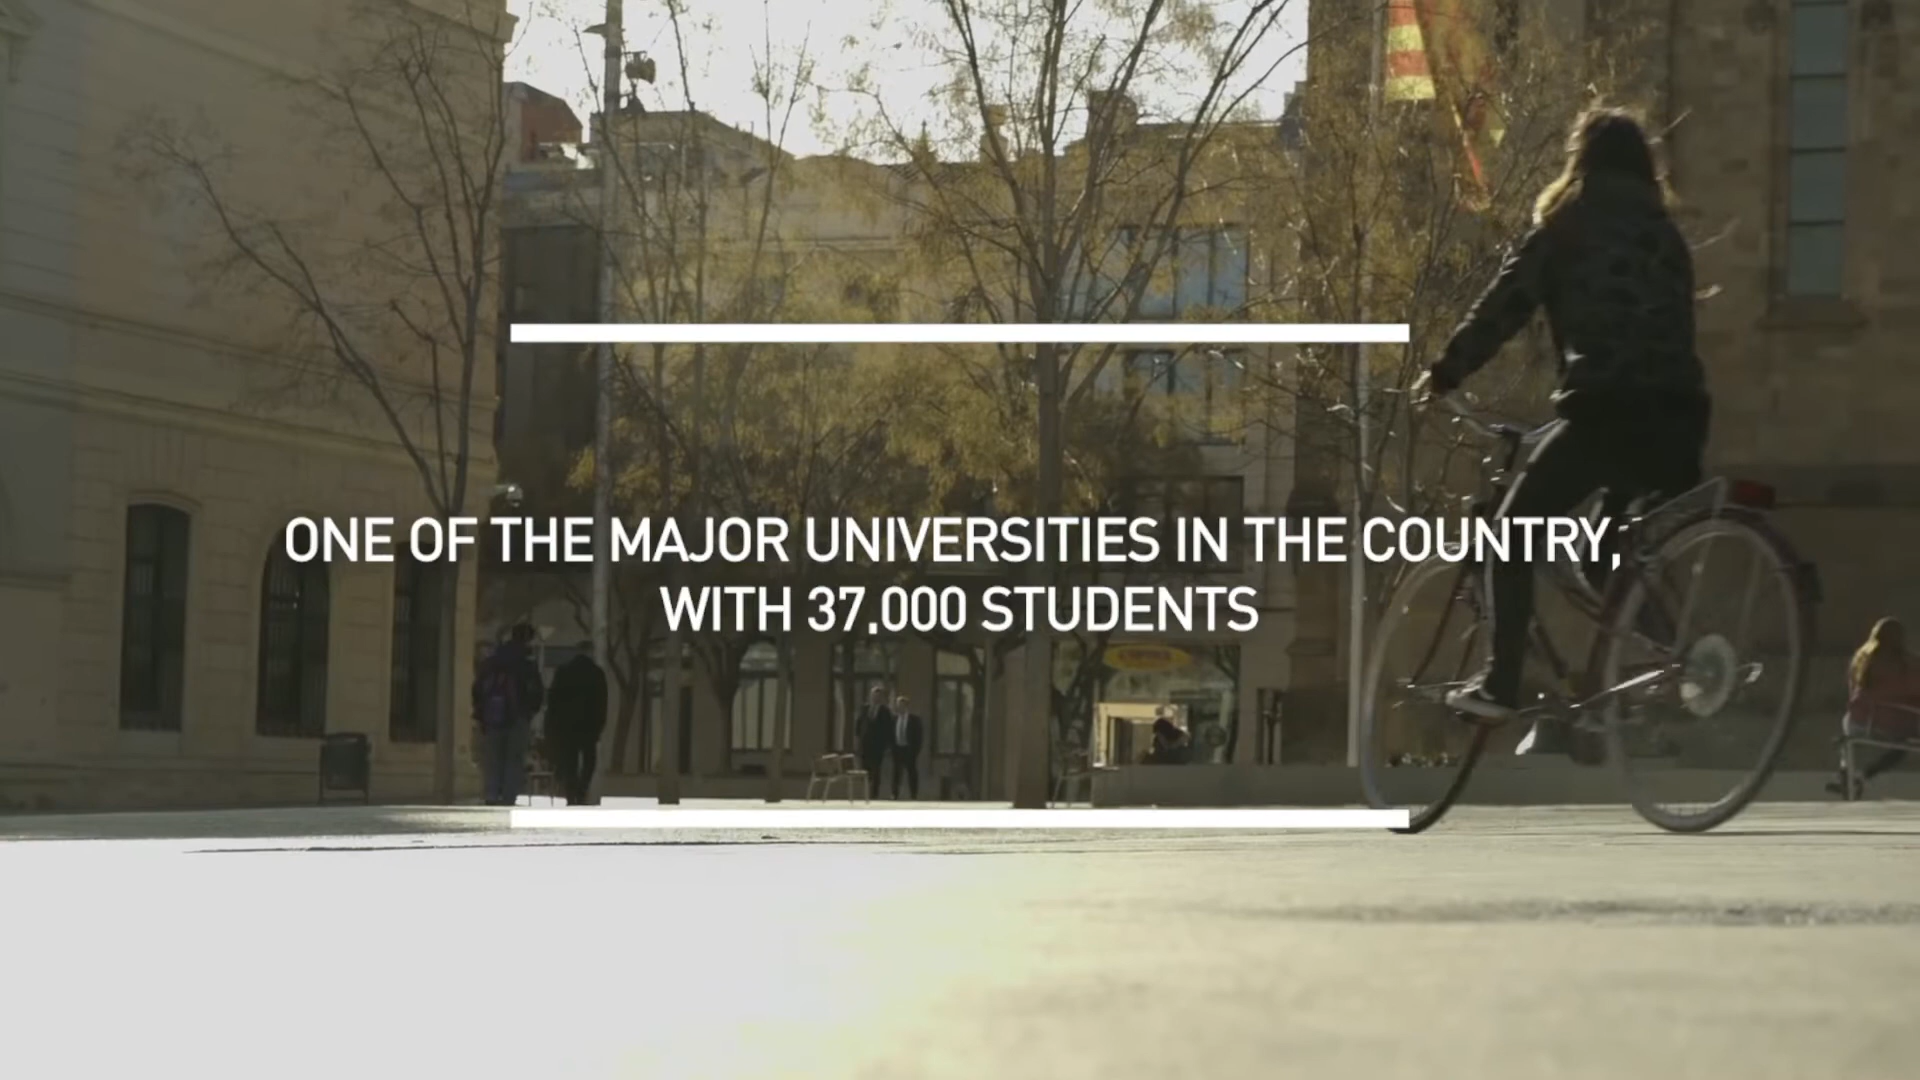 ONE OF THE MAJOR UNIVERSITIES IN THE COUNTRY,
WITH 37.000 STUDENTS